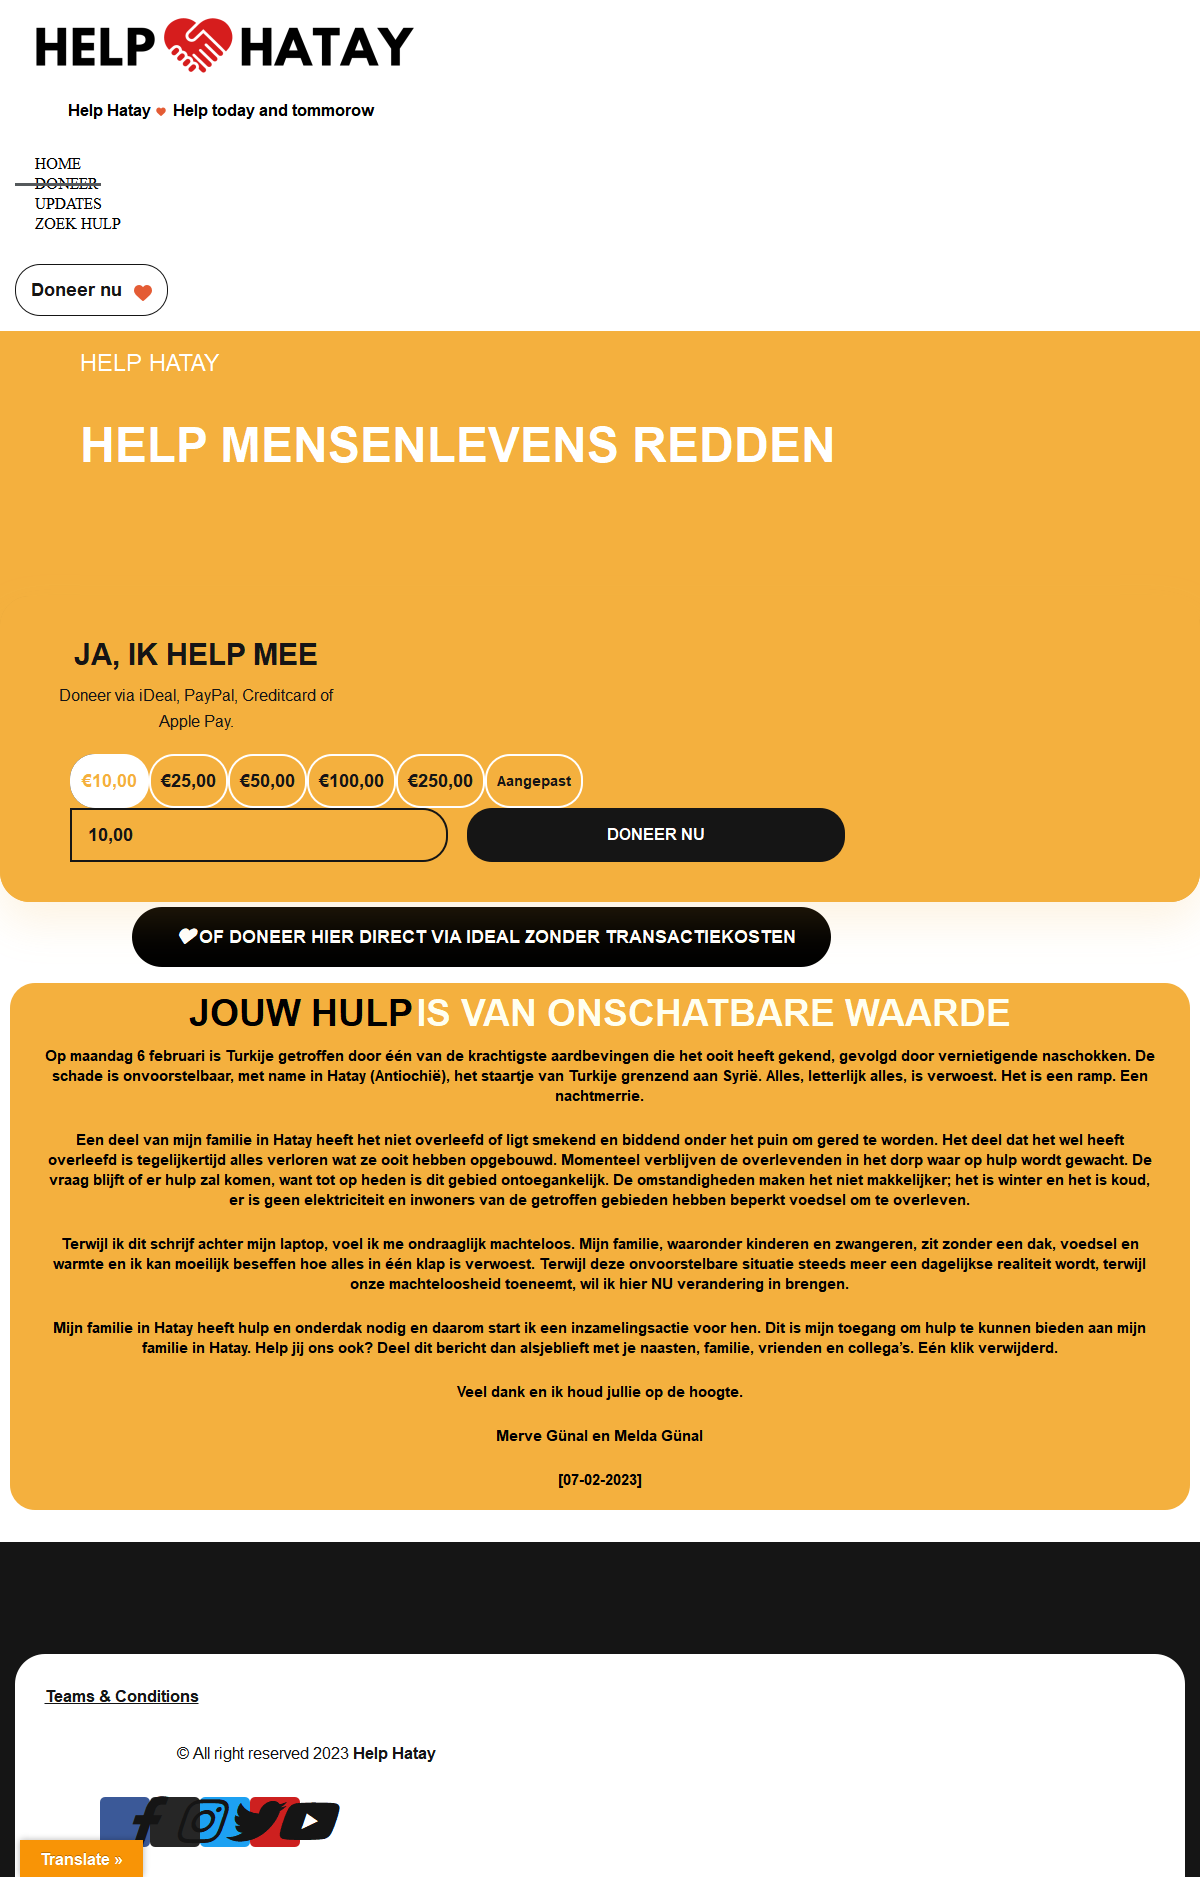 HELP HATAY
Help Hatay Help today and tommorow
HOME
DONEER
UPDATES
ZOEK HULP
Doneer nu
HELP HATAY
HELP MENSENLEVENS REDDEN
JA, IK HELP MEE
Doneer via iDeal, PayPal, Creditcard of
Apple Pay.
€10,00 €25,00 €50,00 €100,00 €250,00 Aangepast
10,00 DONEER NU
OF DONEER HIER DIRECT VIA IDEAL ZONDER TRANSACTIEKOSTEN
JOUW HULP IS VAN ONSCHATBARE WAARDE
Op maandag 6 februari is Turkije getroffen door één van de krachtigste aardbevingen die het ooit heeft gekend, gevolgd door vernietigende naschokken. De
schade is onvoorstelbaar, met name in Hatay (Antiochië), het staartje van Turkije grenzend aan Syrië. Alles, letterlijk alles, is verwoest. Het is een ramp. Een
nachtmerrie.
Een deel van mijn familie in Hatay heeft het niet overleefd of ligt smekend en biddend onder het puin om gered te worden. Het deel dat het wel heeft
overleefd is tegelijkertijd alles verloren wat ze ooit hebben opgebouwd. Momenteel verblijven de overlevenden in het dorp waar op hulp wordt gewacht. De
vraag blijft of er hulp zal komen, want tot op heden is dit gebied ontoegankelijk. De omstandigheden maken het niet makkelijker; het is winter en het is koud,
er is geen elektriciteit en inwoners van de getroffen gebieden hebben beperkt voedsel om te overleven.
Terwijl ik dit schrijf achter mijn laptop, voel ik me ondraaglijk machteloos. Mijn familie, waaronder kinderen en zwangeren, zit zonder een dak, voedsel en
warmte en ik kan moeilijk beseffen hoe alles in één klap is verwoest. Terwijl deze onvoorstelbare situatie steeds meer een dagelijkse realiteit wordt, terwijl
onze machteloosheid toeneemt, wil ik hier NU verandering in brengen.
Mijn familie in Hatay heeft hulp en onderdak nodig en daarom start ik een inzamelingsactie voor hen. Dit is mijn toegang om hulp te kunnen bieden aan mijn
familie in Hatay. Help jij ons ook? Deel dit bericht dan alsjeblieft met je naasten, familie, vrienden en collega’s. Eén klik verwijderd.
Veel dank en ik houd jullie op de hoogte.
Merve Günal en Melda Günal
[07-02-2023]
Teams & Conditions
© All right reserved 2023 Help Hatay
Translate »